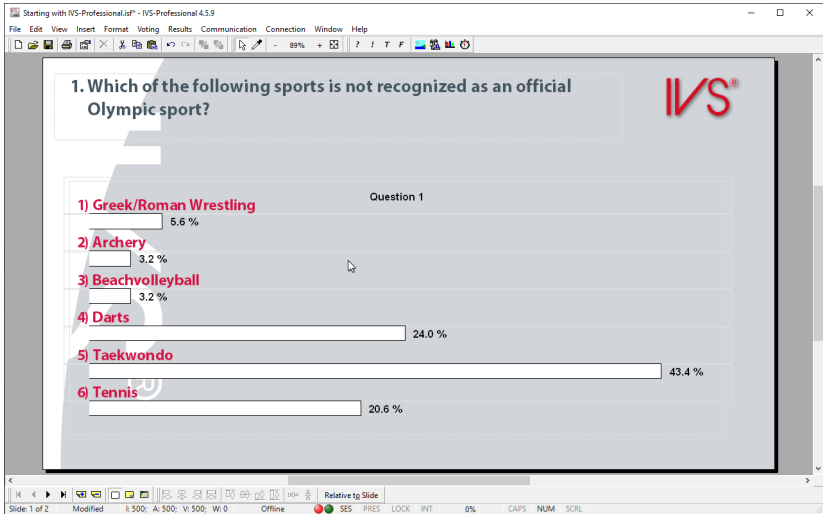 Starting with IVS-Professional.isf* - IVS-Professional 4.5.9
File Edit View Insert Format Voting Results Communication Connection Window Help
- 89% + ? ! T F
1. Which of the following sports is not recognized as an official
Olympic sport?
IVS®
Question 1
1) Greek/Roman Wrestling
5.6 %
2) Archery
3.2 %
3) Beachvolleyball
3.2 %
4) Darts
24.0 %
5) Taekwondo
43.4 %
6) Tennis
20.6 %
Relative to Slide
Slide: 1 of 2 Modified I: 500; A: 500; V: 500; W: 0 Offline SES PRES LOCK INT 0% CAPS NUM SCRL